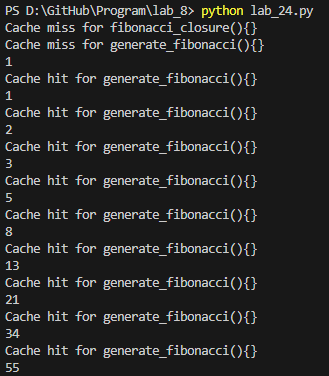 PS D:\GitHub\Program\lab_8> python lab_24.py
Cache miss for fibonacci_closure(){}
Cache miss for generate_fibonacci(){}
1
Cache hit for generate_fibonacci(){}
1
Cache hit for generate_fibonacci(){}
2
Cache hit for generate_fibonacci(){}
3
Cache hit for generate_fibonacci(){}
5
Cache hit for generate_fibonacci(){}
8
Cache hit for generate_fibonacci(){}
13
Cache hit for generate_fibonacci(){}
21
Cache hit for generate_fibonacci(){}
34
Cache hit for generate_fibonacci(){}
55